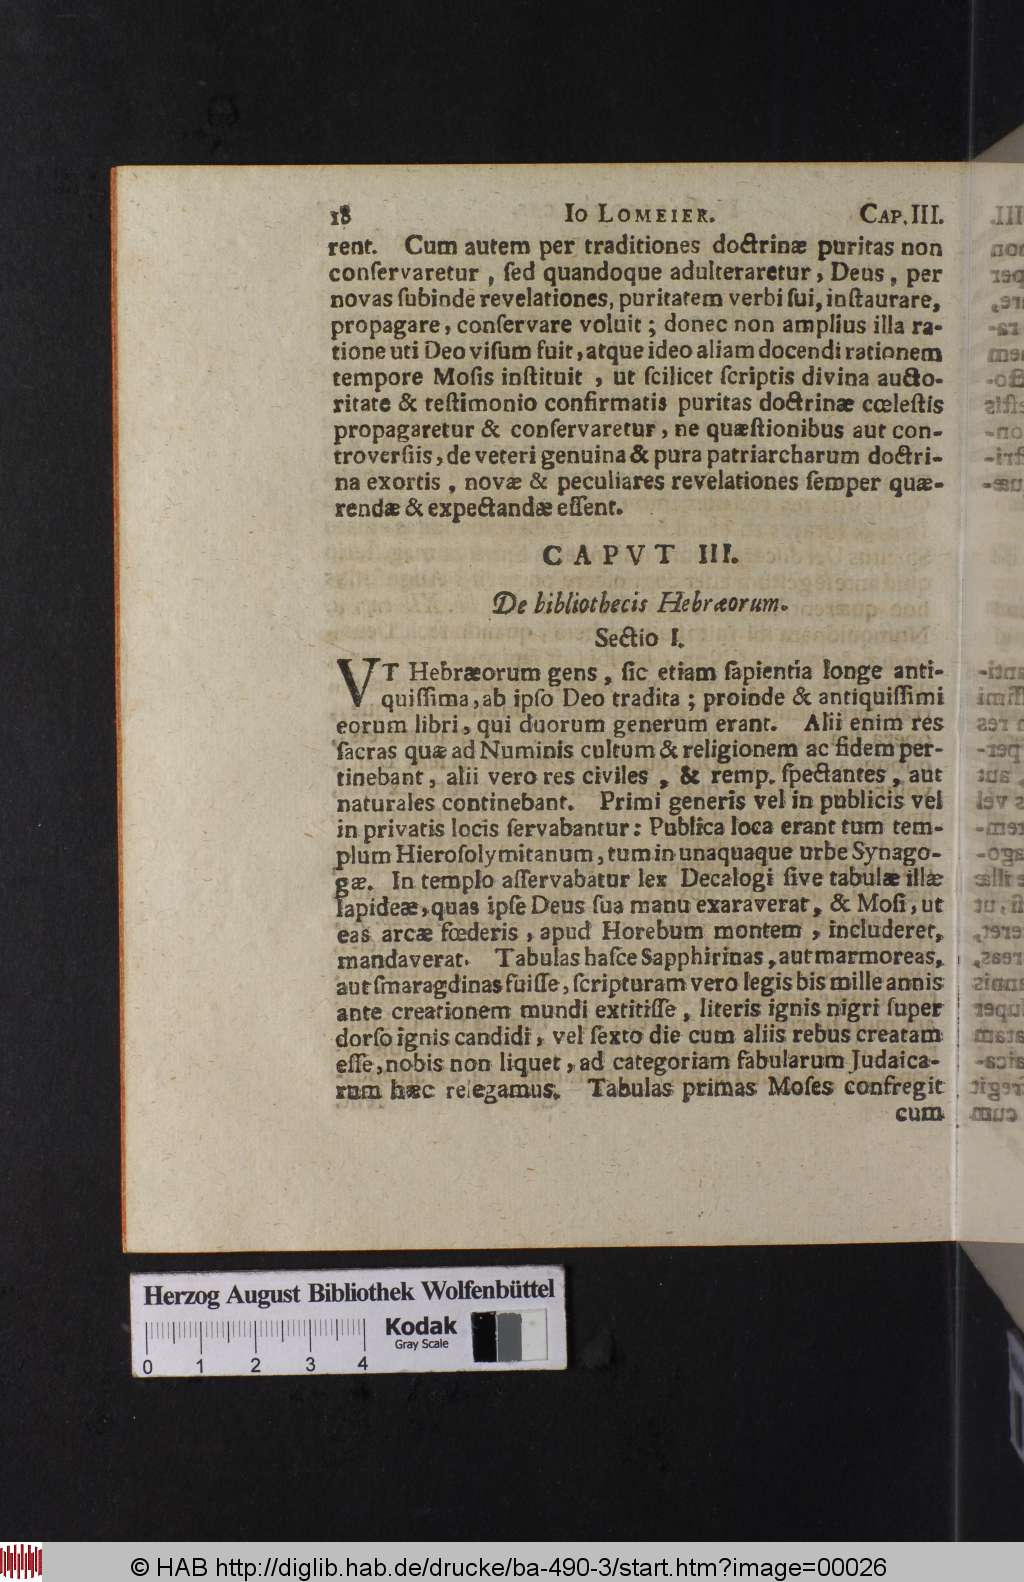 18 Io Lomeier. Cap. III.
rent. Cum autem per traditiones doctrinæ puritas non
conſervaretur, ſed quandoque adulteraretur, Deus, per
novas ſubinde revelationes, puritatem verbi ſui, inſtaurare,
propagare, conſervare voluit; donec non amplius illa ra-
tione uti Deo viſum fuit, atque ideo aliam docendi rationem
tempore Moſis inſtituit, ut ſcilicet ſcriptis divina aucto-
ritate & teſtimonio confirmatis puritas doctrinæ cœleſtis
propagaretur & conſervaretur, ne quæſtionibus aut con-
troverſiis, de veteri genuina & pura patriarcharum doctri-
na exortis, novæ & peculiares revelationes ſemper quæ-
rendæ & expectandæ eſſent.
CAPVT III.
De bibliothecis Hebræorum.
Sectio I.
VT Hebræorum gens, ſic etiam ſapientia longe anti-
quiſſima, ab ipſo Deo tradita; proinde & antiquiſſimi
eorum libri, qui duorum generum erant. Alii enim res
ſacras quæ ad Numinis cultum & religionem ac fidem per-
tinebant, alii vero res civiles, & remp. ſpectantes, aut
naturales continebant. Primi generis vel in publicis vel
in privatis locis ſervabantur: Publica loca erant tum tem-
plum Hieroſolymitanum, tum in unaquaque urbe Synago-
gæ. In templo aſſervabatur lex Decalogi ſive tabulæ illæ
lapideæ, quas ipſe Deus ſua manu exaraverat, & Moſi, ut
eas arcæ fœderis, apud Horebum montem, includeret,
mandaverat. Tabulas haſce Sapphirinas, aut marmoreas,
aut ſmaragdinas fuiſſe, ſcripturam vero legis bis mille annis
ante creationem mundi extitiſſe, literis ignis nigri ſuper
dorſo ignis candidi, vel ſexto die cum aliis rebus creatam
eſſe, nobis non liquet, ad categoriam fabularum Judaica-
rum hæc relegamus. Tabulas primas Moſes confregit
cum
Herzog August Bibliothek Wolfenbüttel
Kodak
Gray Scale
0 1 2 3 4
© HAB http://diglib.hab.de/drucke/ba-490-3/start.htm?image=00026